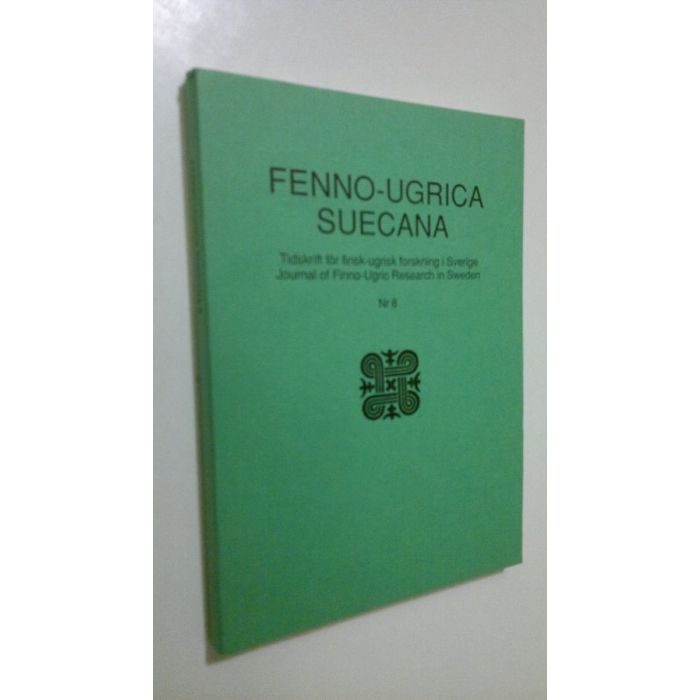 FENNO-UGRICA
SUECANA
Tidskrift för finsk-ugrisk forskning i Sverige
Journal of Finno-Ugric Research in Sweden
Nr 8